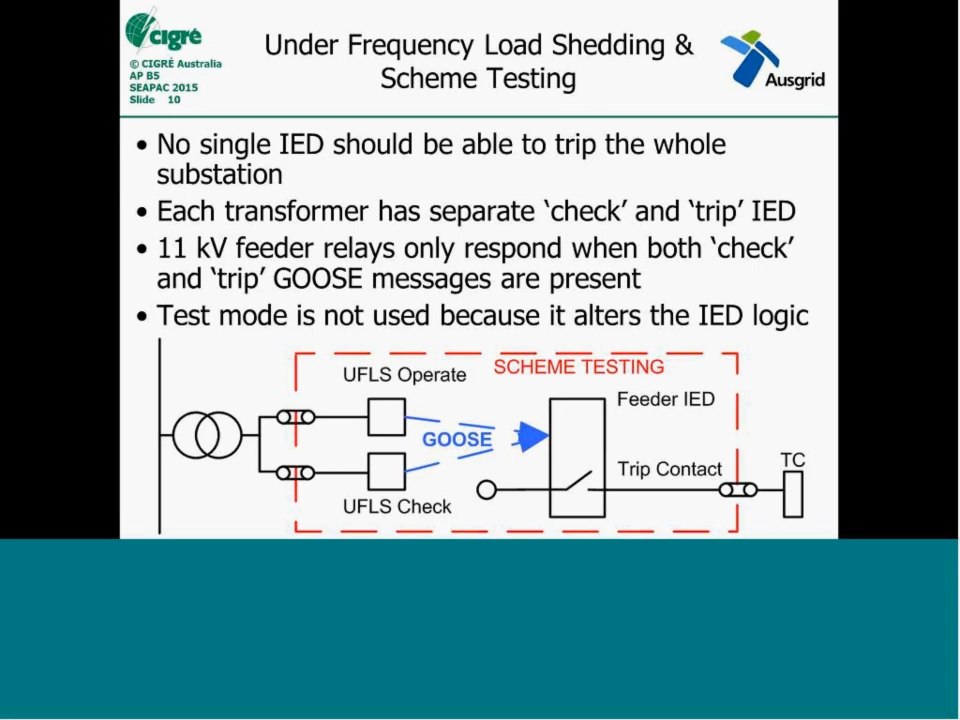 cigré
© CIGRÉ Australia
AP B5
SEAPAC 2015
Slide 10
Under Frequency Load Shedding &
Scheme Testing
Ausgrid
• No single IED should be able to trip the whole
substation
• Each transformer has separate ‘check’ and ‘trip’ IED
• 11 kV feeder relays only respond when both ‘check’
and ‘trip’ GOOSE messages are present
• Test mode is not used because it alters the IED logic
SCHEME TESTING
UFLS Operate
Feeder IED
GOOSE
Trip Contact
TC
UFLS Check